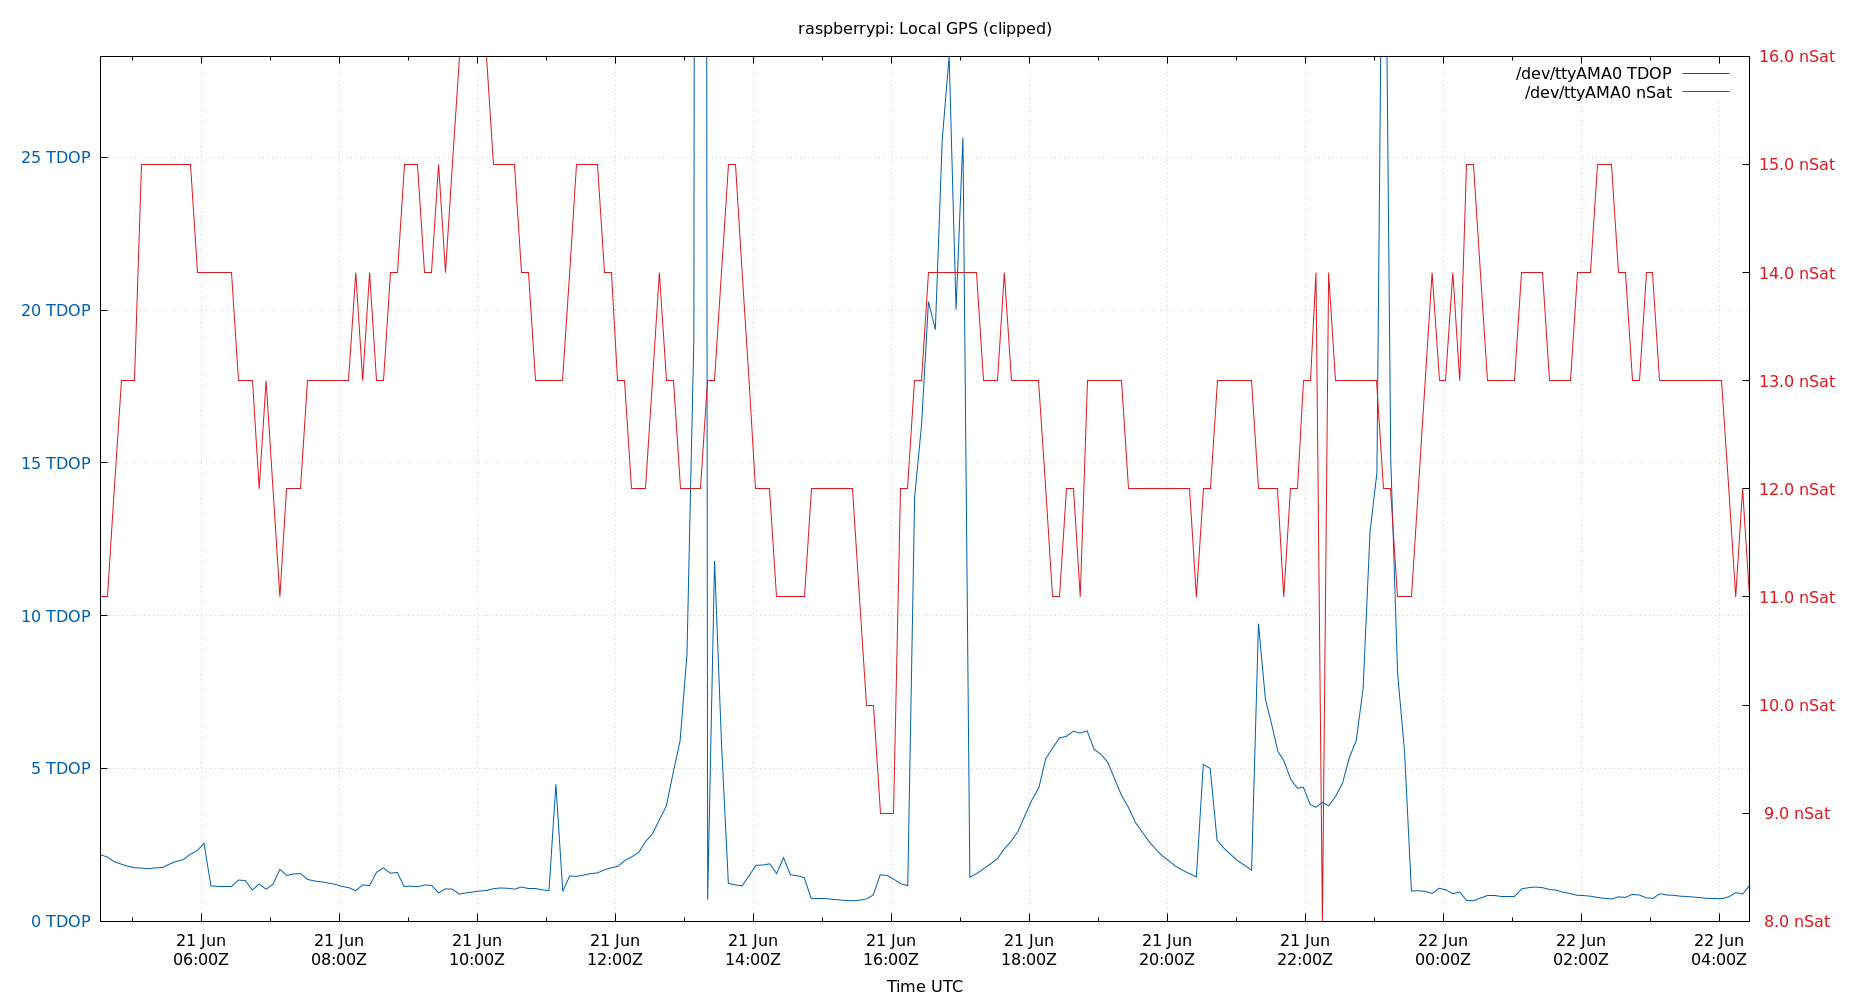 raspberrypi: Local GPS (clipped)
/dev/ttyAMA0 TDOP
/dev/ttyAMA0 nSat
25 TDOP
20 TDOP
15 TDOP
10 TDOP
5 TDOP
0 TDOP
16.0 nSat
15.0 nSat
14.0 nSat
13.0 nSat
12.0 nSat
11.0 nSat
10.0 nSat
9.0 nSat
8.0 nSat
21 Jun
06:00Z
21 Jun
08:00Z
21 Jun
10:00Z
21 Jun
12:00Z
21 Jun
14:00Z
21 Jun
16:00Z
21 Jun
18:00Z
21 Jun
20:00Z
21 Jun
22:00Z
22 Jun
00:00Z
22 Jun
02:00Z
22 Jun
04:00Z
Time UTC